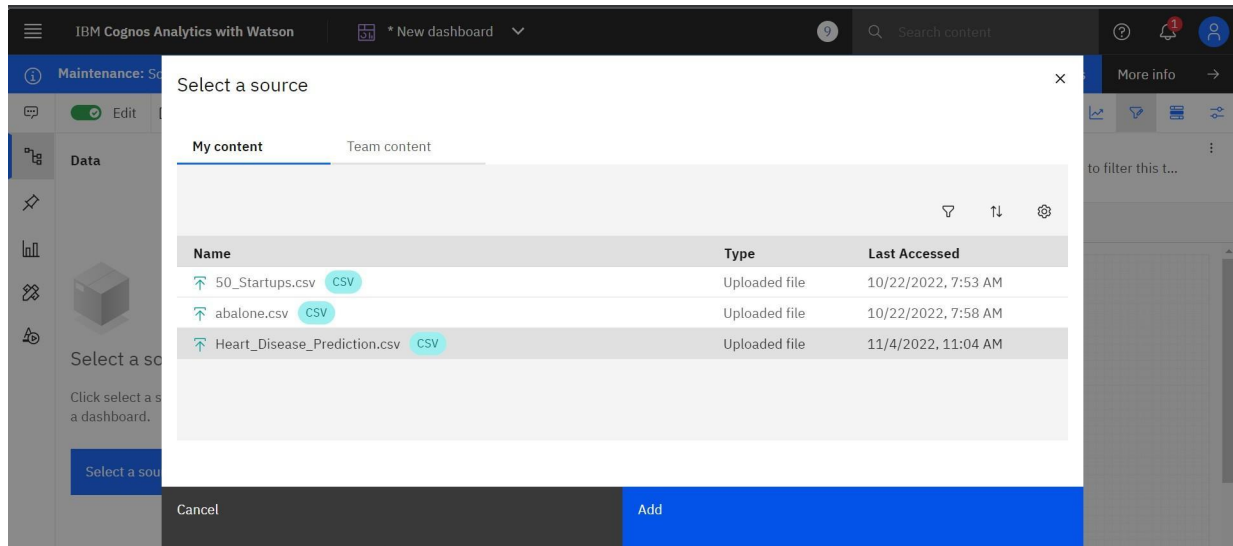 IBM Cognos Analytics with Watson
* New dashboard
9
Search content
1
Maintenance: Sc
More info
Edit
Data
to filter this t...
Select a source
My content
Team content
Name Type Last Accessed
50_Startups.csv CSV Uploaded file 10/22/2022, 7:53 AM
abalone.csv CSV Uploaded file 10/22/2022, 7:58 AM
Heart_Disease_Prediction.csv CSV Uploaded file 11/4/2022, 11:04 AM
Select a sc
Click select a s
a dashboard.
Select a sou
Cancel
Add